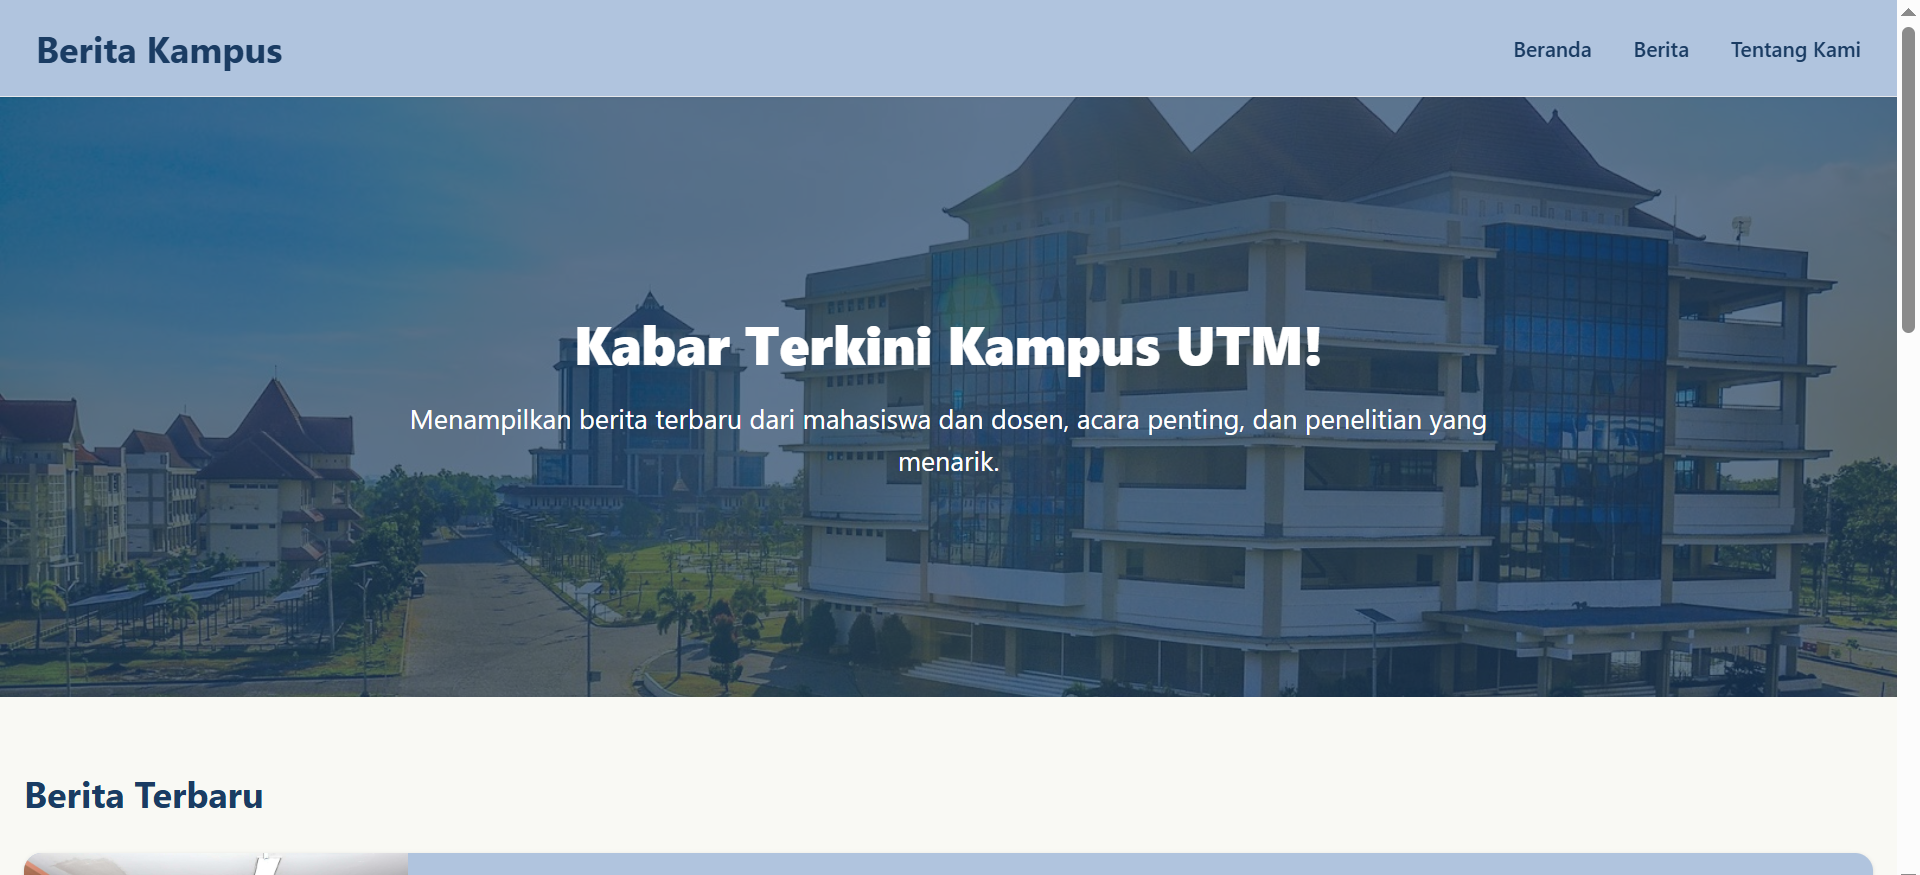 Berita Kampus
Beranda Berita Tentang Kami
Kabar Terkini Kampus UTM!
Menampilkan berita terbaru dari mahasiswa dan dosen, acara penting, dan penelitian yang
menarik.
Berita Terbaru